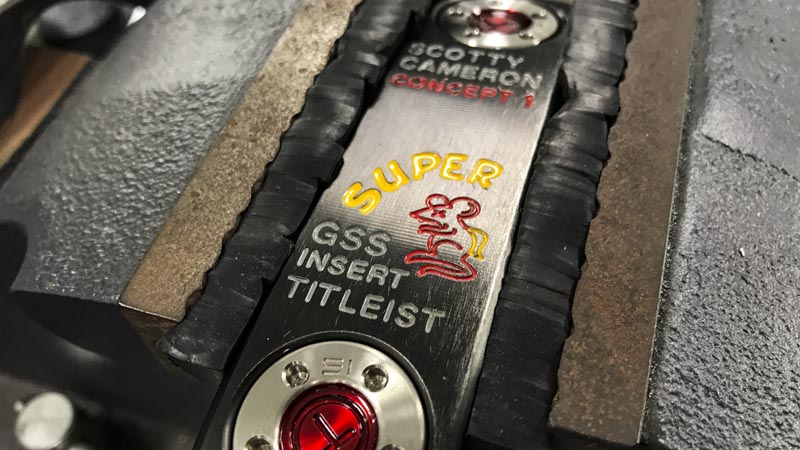 SCOTTY
CAMERON
CONCEPT 1
SUPER
GSS
INSERT
TITLEIST